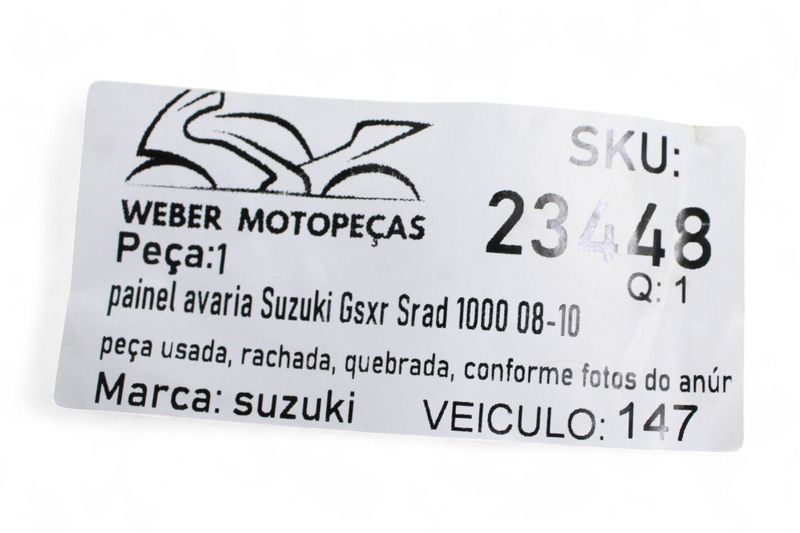 WEBER MOTOPEÇAS
SKU:
23448
Q: 1
Peça:1
painel avaria Suzuki Gsxr Srad 1000 08-10
peça usada, rachada, quebrada, conforme fotos do anúr
Marca: suzuki
VEICULO: 147